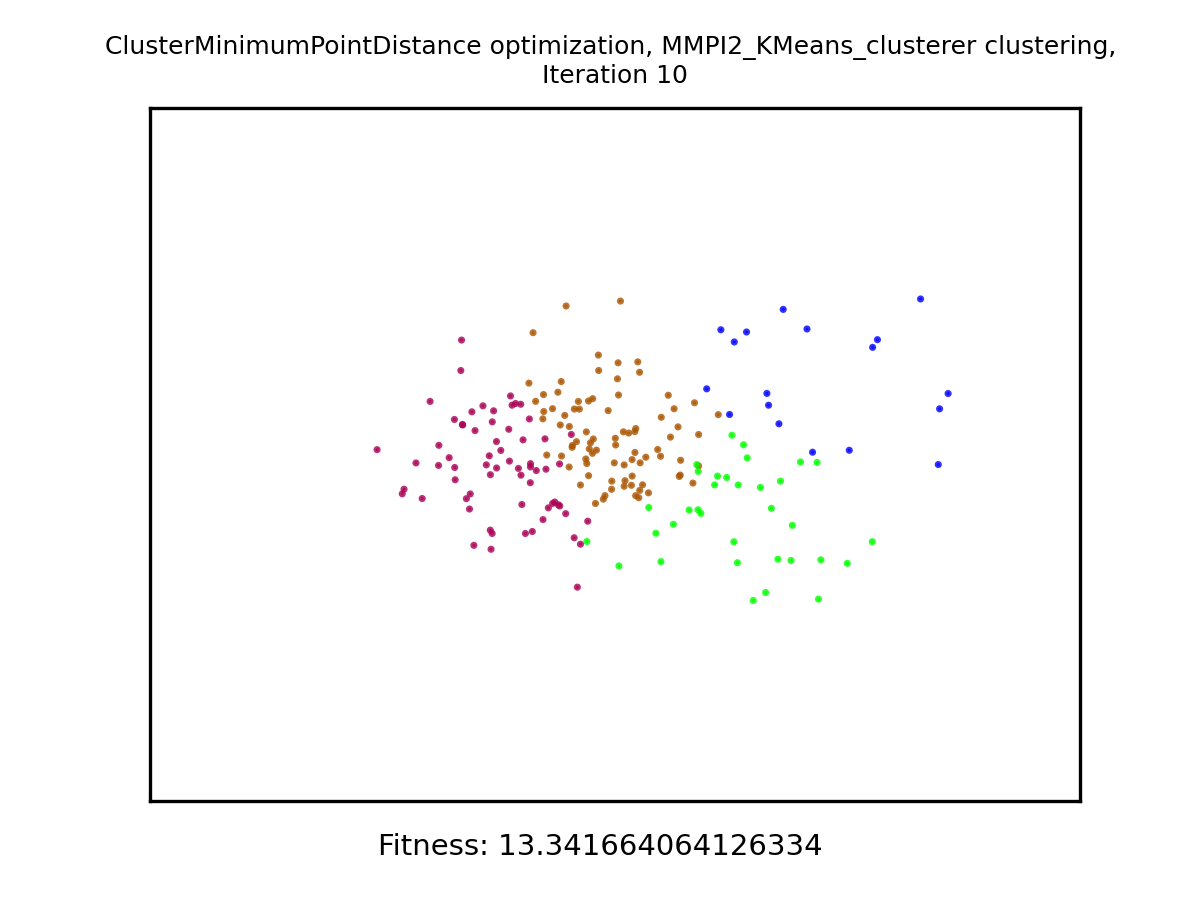 ClusterMinimumPointDistance optimization, MMPI2_KMeans_clusterer clustering,
Iteration 10
Fitness: 13.341664064126334